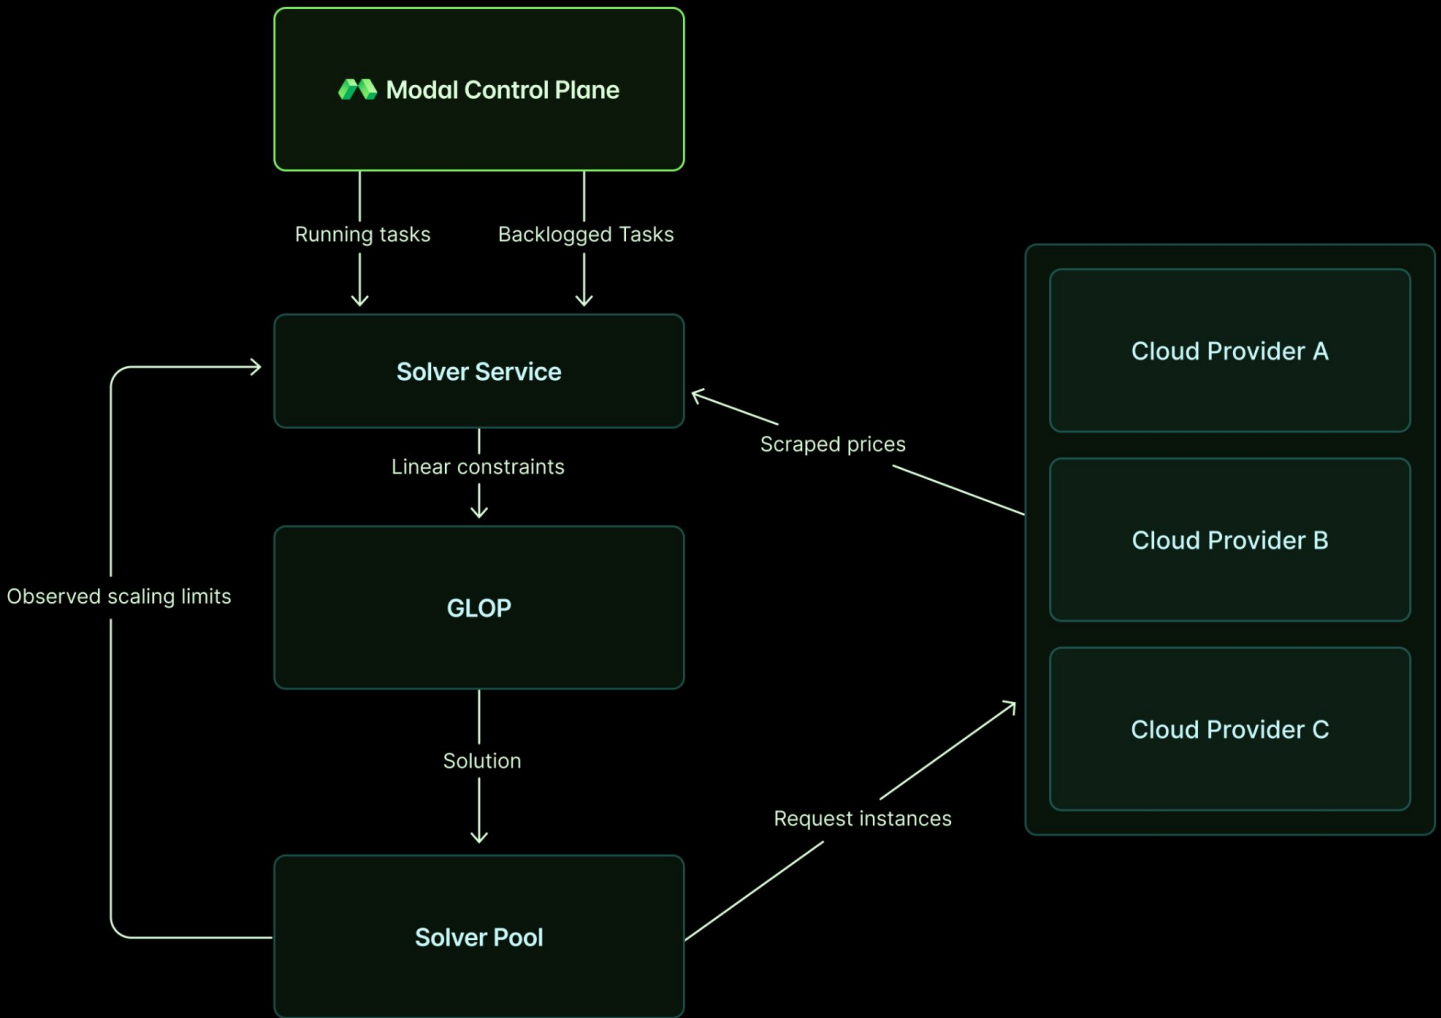 Modal Control Plane
Running tasks
Backlogged Tasks
Solver Service
Cloud Provider A
Scraped prices
Linear constraints
Cloud Provider B
Observed scaling limits
GLOP
Cloud Provider C
Solution
Request instances
Solver Pool